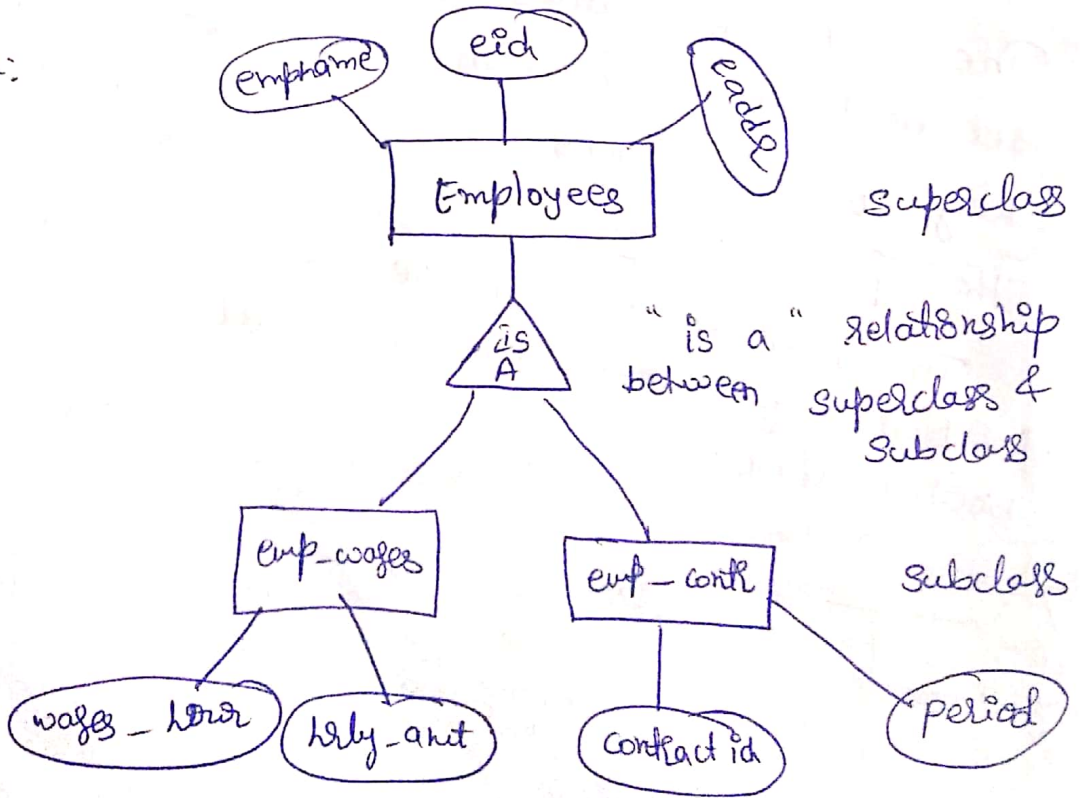 :
empname
eid
eaddr
Employees
superclass
is
A
" is a " relationship
between superclass &
subclass
emp_wages
emp_contr
subclass
wages_hour
hrly_amt
contract id
period